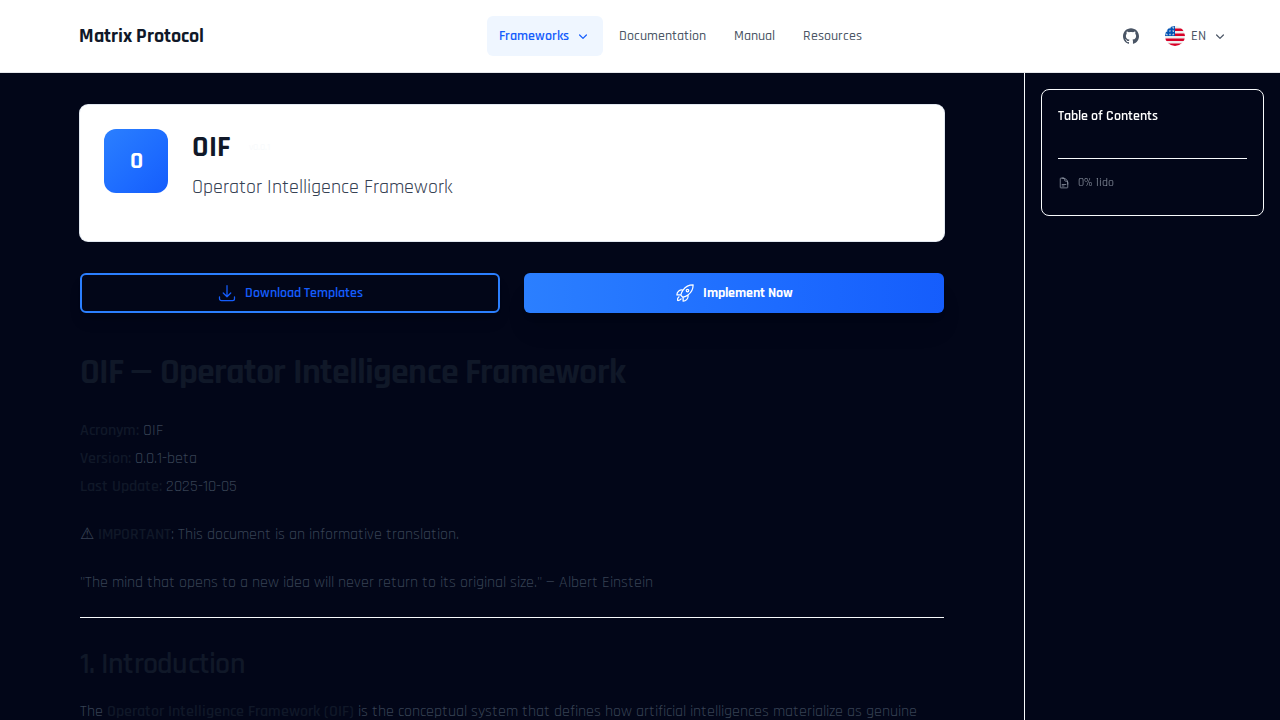 Matrix Protocol
Frameworks
Documentation
Manual
Resources
EN
O
OIF
Operator Intelligence Framework
Download Templates
Implement Now
OIF — Operator Intelligence Framework
Acronym: OIF
Version: 0.0.1-beta
Last Update: 2025-10-05
⚠ IMPORTANT: This document is an informative translation.
"The mind that opens to a new idea will never return to its original size." — Albert Einstein
1. Introduction
The Operator Intelligence Framework (OIF) is the conceptual system that defines how artificial intelligences materialize as genuine
Table of Contents
0% lido